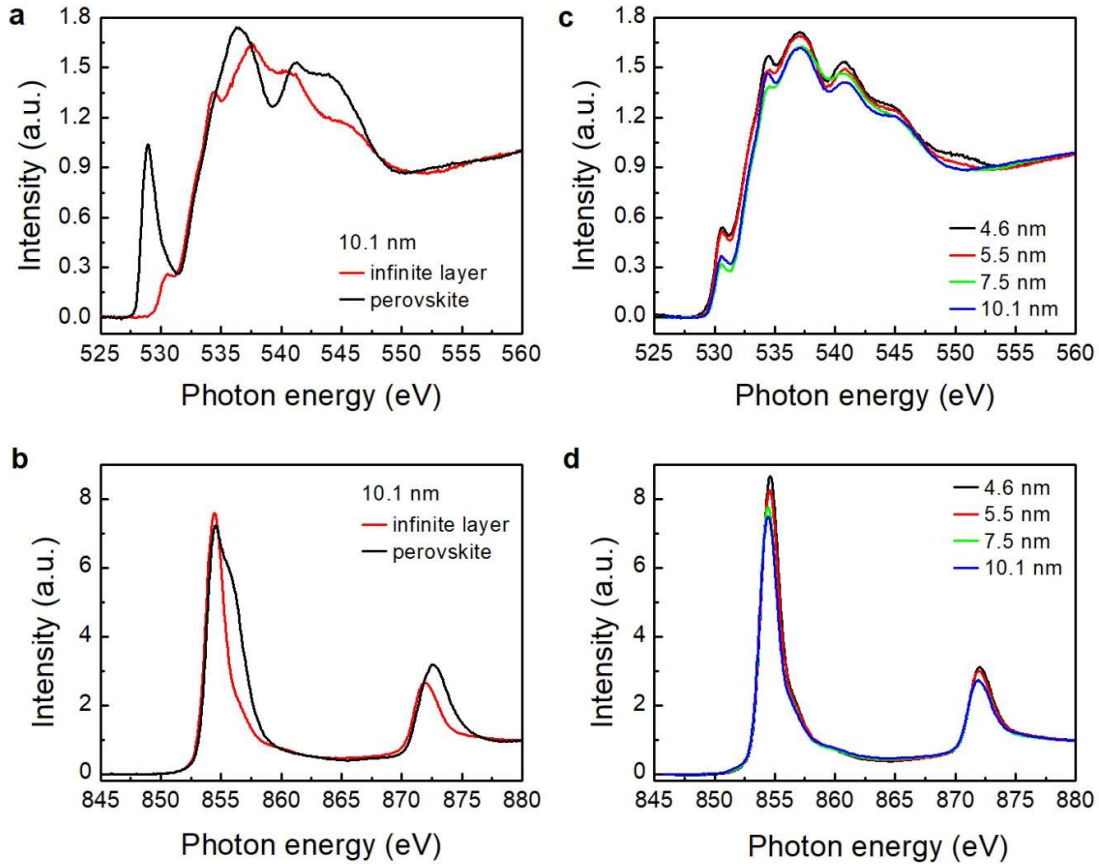 a
1.8
1.5
1.2
0.9
0.6
0.3
0.0
Intensity (a.u.)
10.1 nm
infinite layer
perovskite
525 530 535 540 545 550 555 560
Photon energy (eV)
c
1.8
1.5
1.2
0.9
0.6
0.3
0.0
Intensity (a.u.)
4.6 nm
5.5 nm
7.5 nm
10.1 nm
525 530 535 540 545 550 555 560
Photon energy (eV)
b
8
6
4
2
0
Intensity (a.u.)
10.1 nm
infinite layer
perovskite
845 850 855 860 865 870 875 880
Photon energy (eV)
d
8
6
4
2
0
Intensity (a.u.)
4.6 nm
5.5 nm
7.5 nm
10.1 nm
845 850 855 860 865 870 875 880
Photon energy (eV)